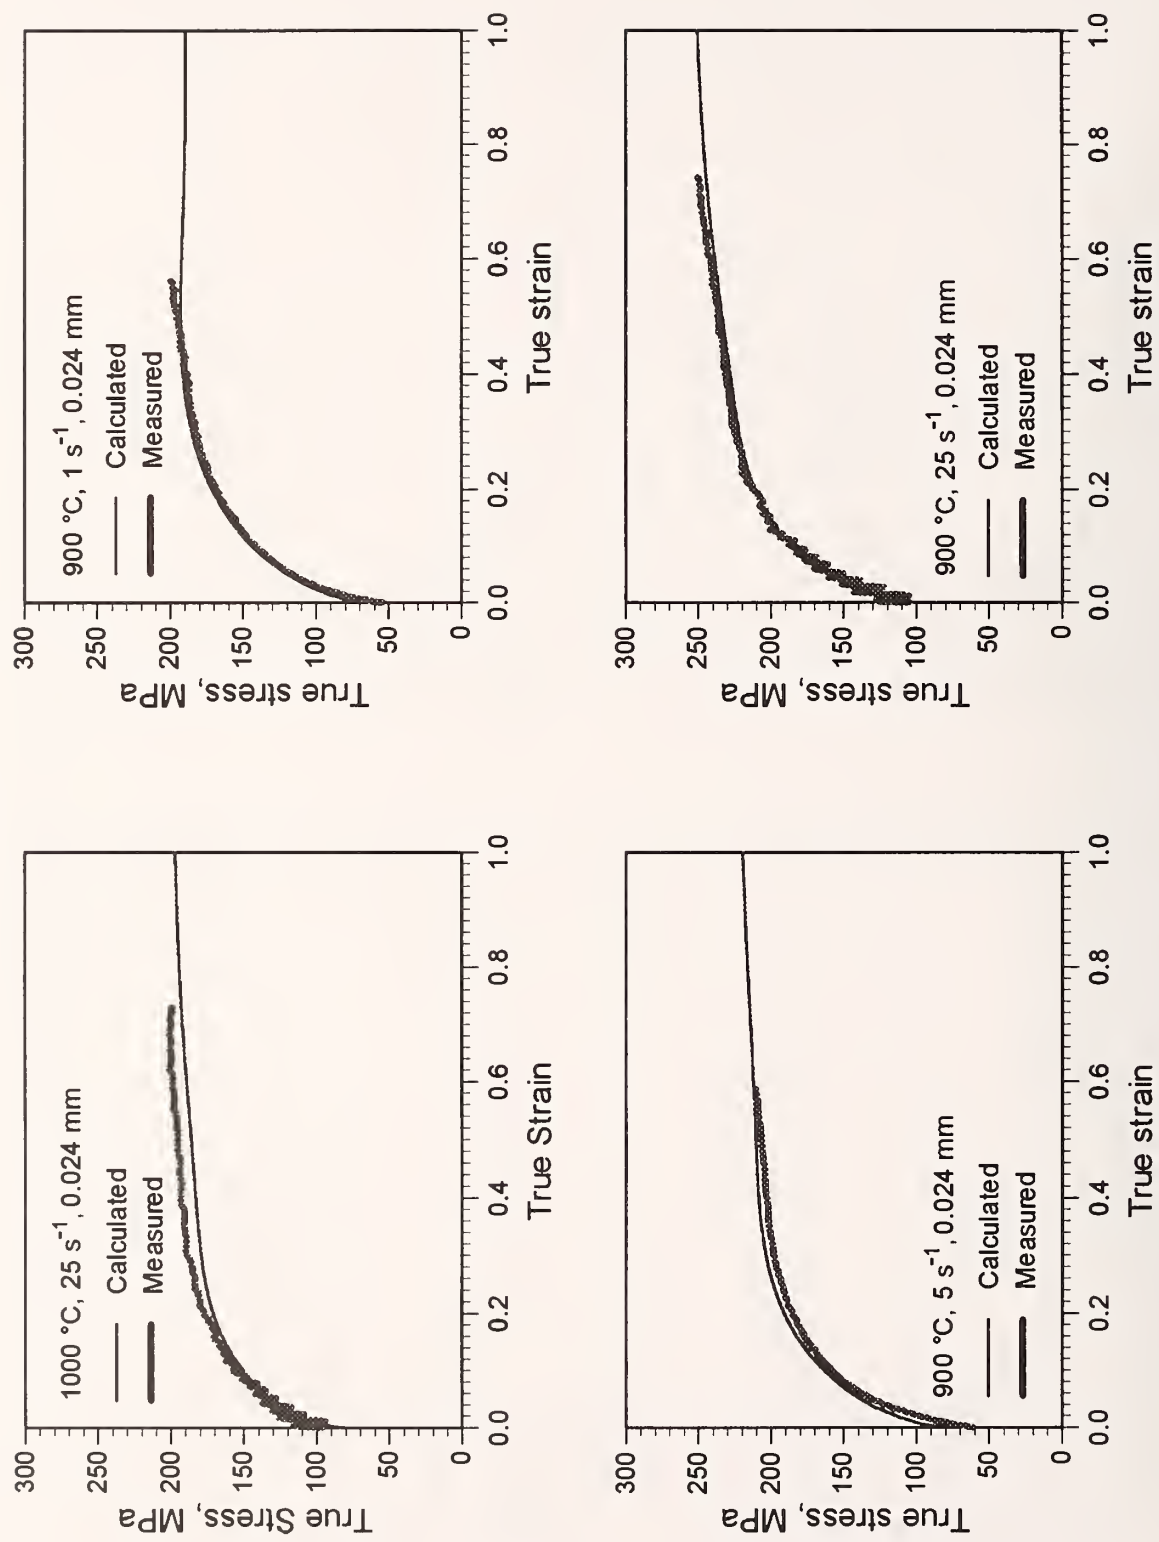 300
250
200
150
100
50
0
True Stress, MPa
1000 °C, 25 s⁻¹, 0.024 mm
Calculated
Measured
0.0
0.2
0.4
0.6
0.8
1.0
True Strain
300
250
200
150
100
50
0
True stress, MPa
900 °C, 1 s⁻¹, 0.024 mm
Calculated
Measured
0.0
0.2
0.4
0.6
0.8
1.0
True strain
300
250
200
150
100
50
0
True stress, MPa
900 °C, 5 s⁻¹, 0.024 mm
Calculated
Measured
0.0
0.2
0.4
0.6
0.8
1.0
True strain
300
250
200
150
100
50
0
True stress, MPa
900 °C, 25 s⁻¹, 0.024 mm
Calculated
Measured
0.0
0.2
0.4
0.6
0.8
1.0
True strain